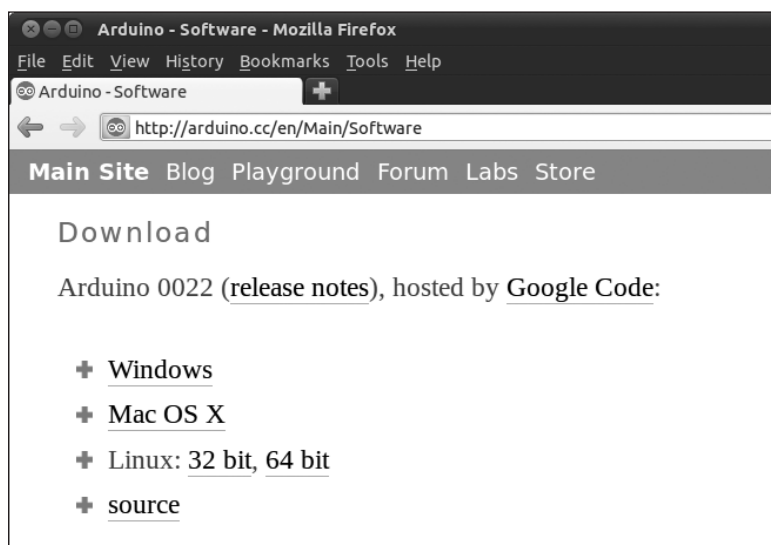 Arduino - Software - Mozilla Firefox
File Edit View History Bookmarks Tools Help
Arduino - Software
http://arduino.cc/en/Main/Software
Main Site Blog Playground Forum Labs Store
Download
Arduino 0022 (release notes), hosted by Google Code:
Windows
Mac OS X
Linux: 32 bit, 64 bit
source